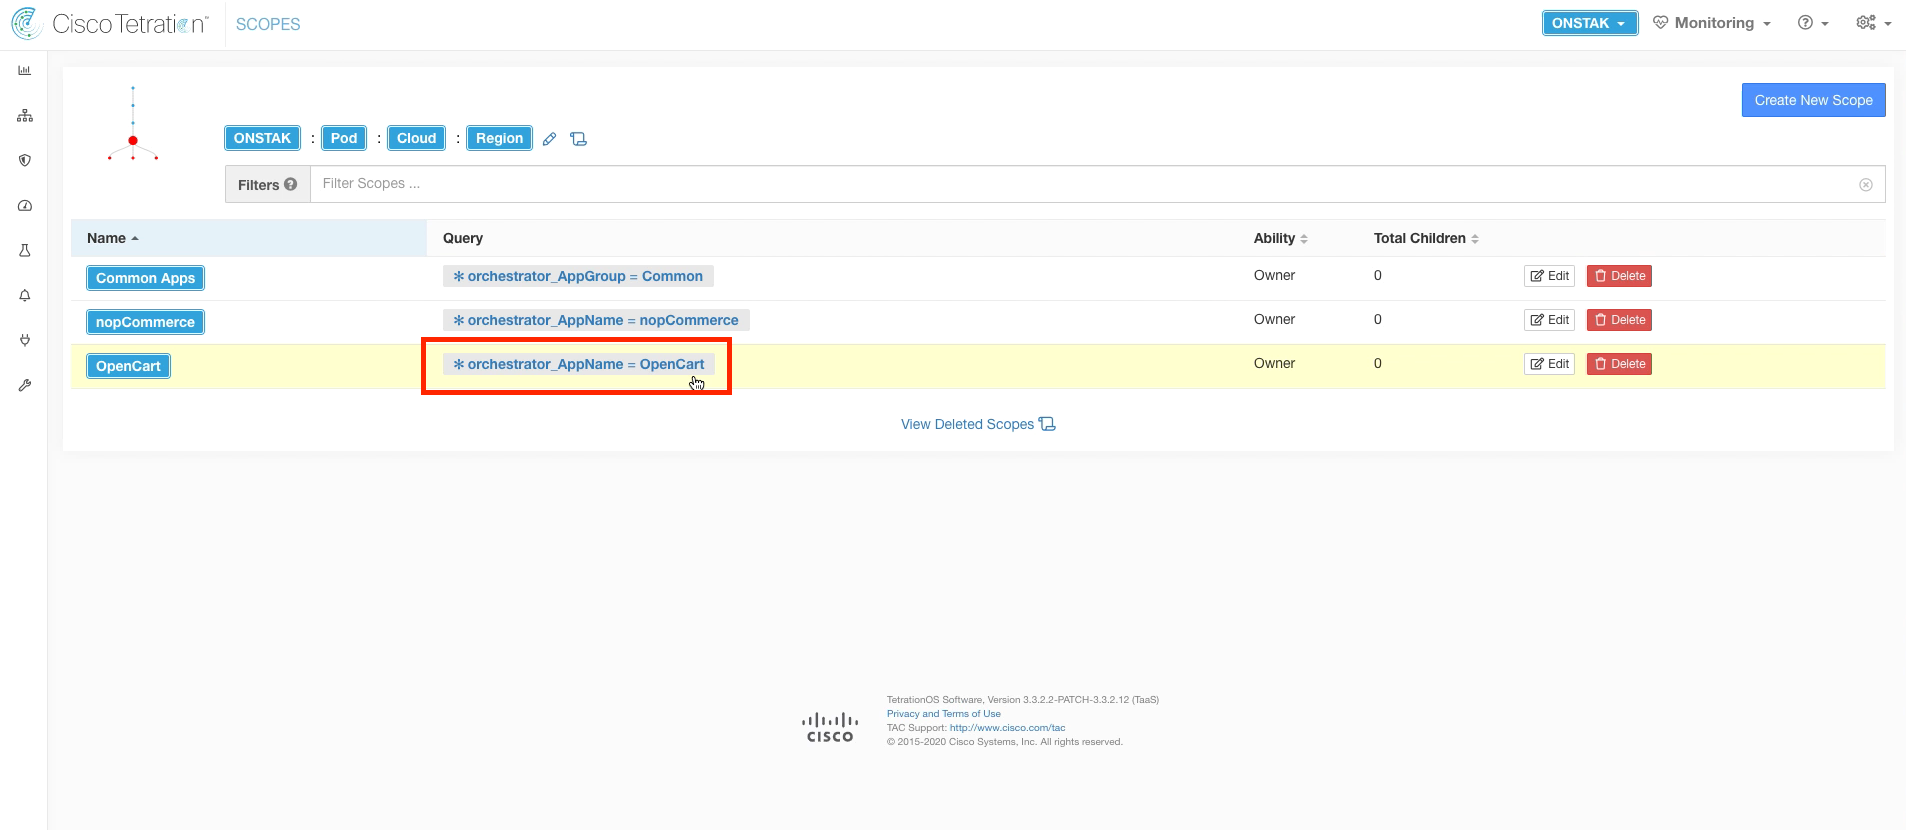 Cisco Tetration™ SCOPES ONSTAK Monitoring
Create New Scope
ONSTAK : Pod : Cloud : Region
Filters Filter Scopes ...
Name Query Ability Total Children
Common Apps * orchestrator_AppGroup = Common Owner 0 Edit Delete
nopCommerce * orchestrator_AppName = nopCommerce Owner 0 Edit Delete
OpenCart * orchestrator_AppName = OpenCart Owner 0 Edit Delete
View Deleted Scopes
CISCO
TetrationOS Software, Version 3.3.2.2-PATCH-3.3.2.12 (TaaS)
Privacy and Terms of Use
TAC Support: http://www.cisco.com/tac
© 2015-2020 Cisco Systems, Inc. All rights reserved.